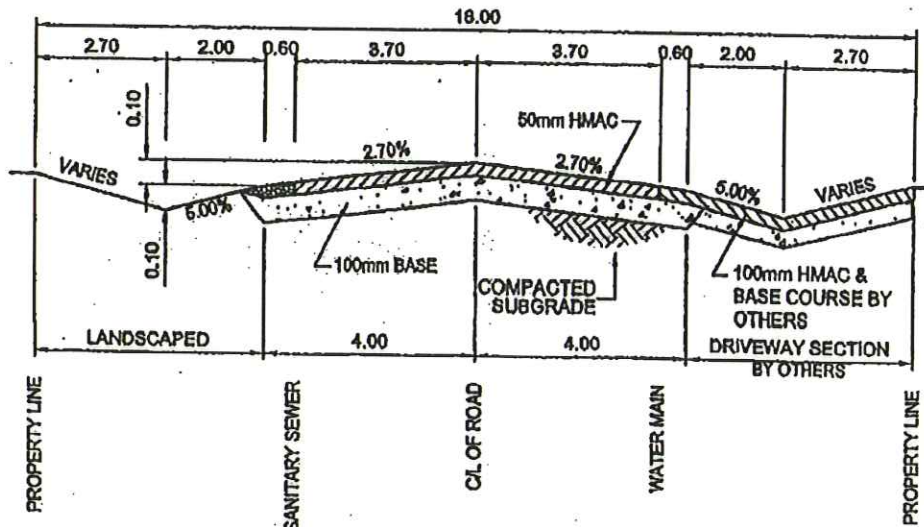 18.00
2.70 2.00 0.60 3.70 3.70 0.60 2.00 2.70
0.10
50mm HMAC
VARIES
2.70%
2.70%
5.00%
VARIES
5.00%
0.10
100mm BASE
COMPACTED
SUBGRADE
100mm HMAC &
BASE COURSE BY
OTHERS
LANDSCAPED
4.00
4.00
DRIVEWAY SECTION
BY OTHERS
PROPERTY LINE
SANITARY SEWER
C/L OF ROAD
WATER MAIN
PROPERTY LINE